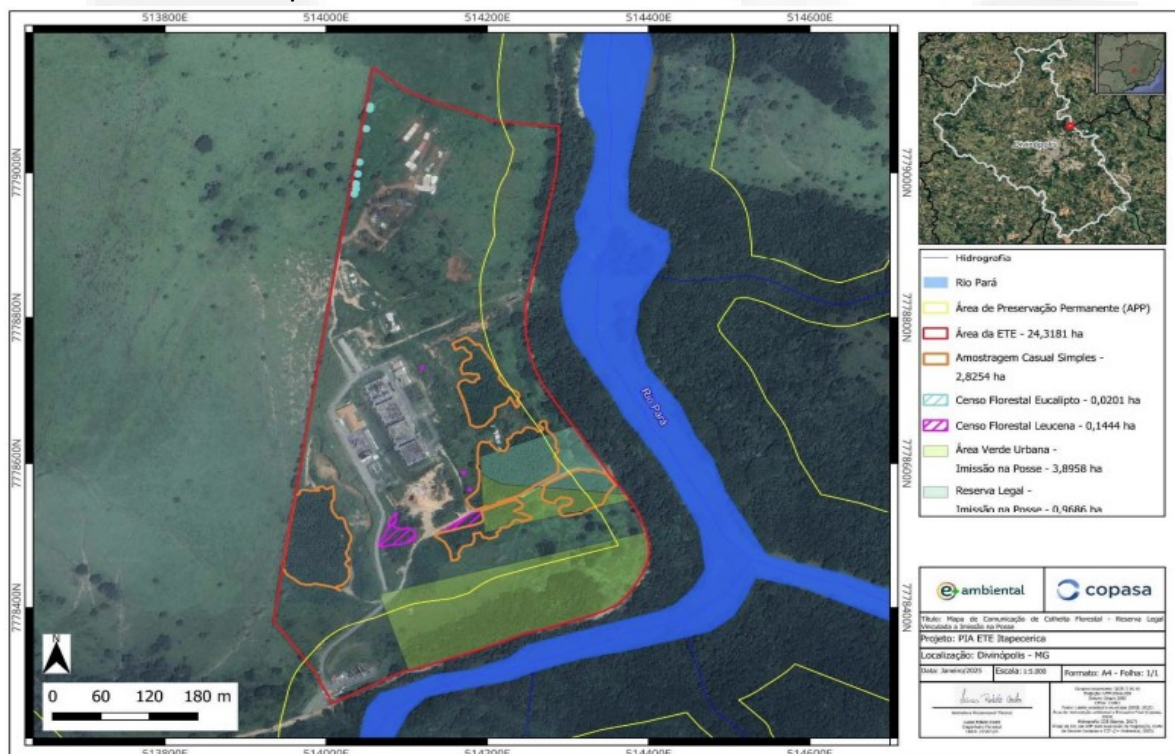 513800E 514000E 514200E 514400E 514600E
7779000N
7778800N
7778600N
7778400N
7779000N
7778800N
7778600N
7778400N
Rio Pará
N
0 60 120 180 m
513800E 514000E 514200E 514400E 514600E
Divinópolis
Hidrografia
Rio Pará
Área de Preservação Permanente (APP)
Área da ETE - 24,3181 ha
Amostragem Casual Simples -
2,8254 ha
Censo Florestal Eucalipto - 0,0201 ha
Censo Florestal Leucena - 0,1444 ha
Área Verde Urbana -
Imissão na Posse - 3,8958 ha
Reserva Legal -
Imissão na Posse - 0,9686 ha
e-ambiental
copasa
Título: Mapa de Comunicação de Colheita Florestal - Reserva Legal
Vinculada a Imissão na Posse
Projeto: PIA ETE Itapecerica
Localização: Divinópolis - MG
Data: Janeiro/2025 Escala: 1:5.000 Formato: A4 - Folha: 1/1